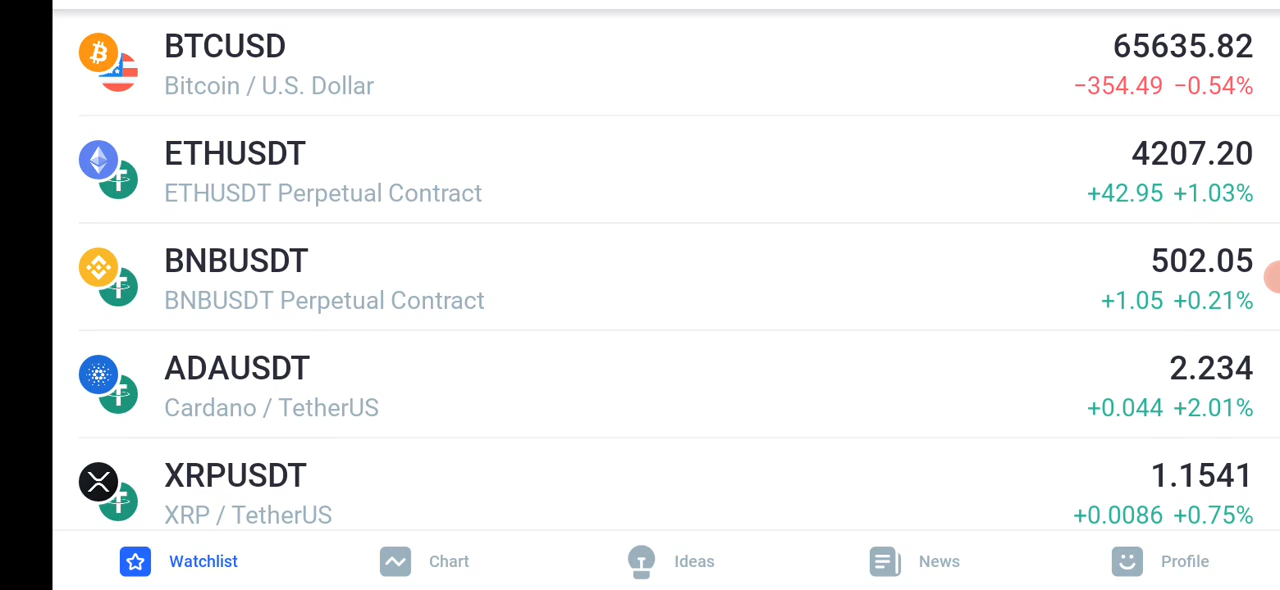 BTCUSD 65635.82
Bitcoin / U.S. Dollar −354.49 −0.54%
ETHUSDT 4207.20
ETHUSDT Perpetual Contract +42.95 +1.03%
BNBUSDT 502.05
BNBUSDT Perpetual Contract +1.05 +0.21%
ADAUSDT 2.234
Cardano / TetherUS +0.044 +2.01%
XRPUSDT 1.1541
XRP / TetherUS +0.0086 +0.75%
Watchlist Chart Ideas News Profile